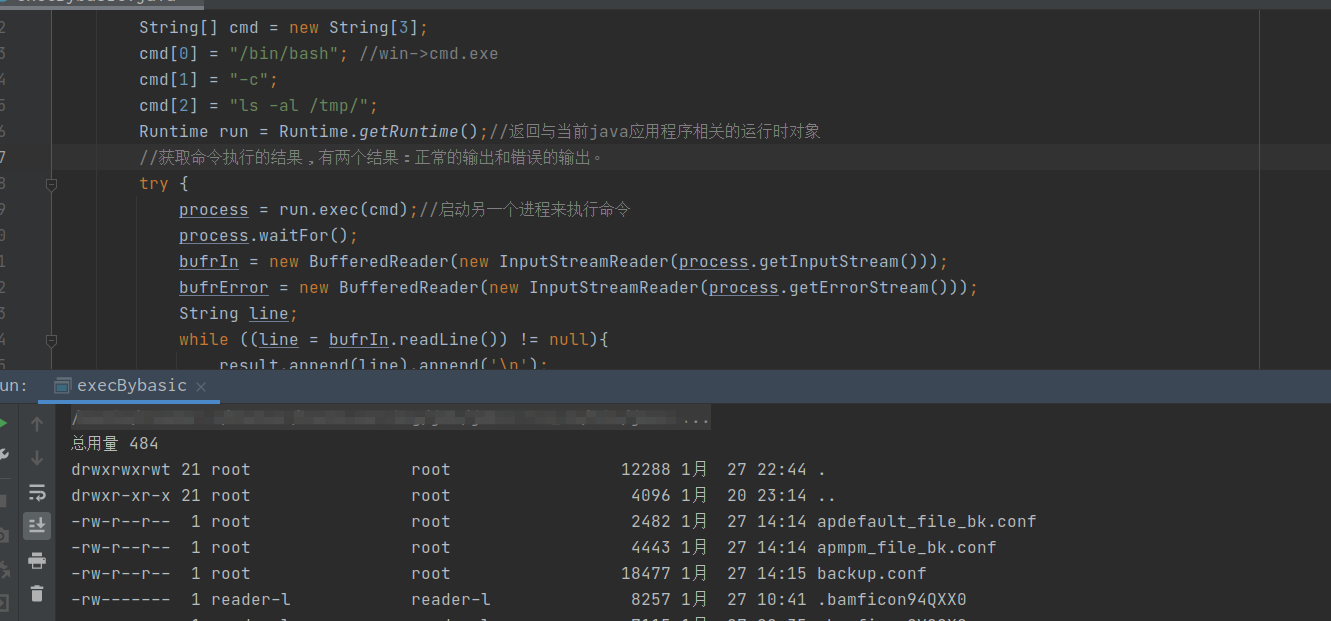 String[] cmd = new String[3];
cmd[0] = "/bin/bash"; //win->cmd.exe
cmd[1] = "-c";
cmd[2] = "ls -al /tmp/";
Runtime run = Runtime.getRuntime();//返回与当前java应用程序相关的运行时对象
//获取命令执行的结果，有两个结果：正常的输出和错误的输出。
try {
process = run.exec(cmd);//启动另一个进程来执行命令
process.waitFor();
bufrIn = new BufferedReader(new InputStreamReader(process.getInputStream()));
bufrError = new BufferedReader(new InputStreamReader(process.getErrorStream()));
String line;
while ((line = bufrIn.readLine()) != null){
result.append(line).append('\n');
un: execBybasic ×
...
总用量 484
drwxrwxrwt 21 root root 12288 1月 27 22:44 .
drwxr-xr-x 21 root root 4096 1月 20 23:14 ..
-rw-r--r-- 1 root root 2482 1月 27 14:14 apdefault_file_bk.conf
-rw-r--r-- 1 root root 4443 1月 27 14:14 apmpm_file_bk.conf
-rw-r--r-- 1 root root 18477 1月 27 14:15 backup.conf
-rw------- 1 reader-l reader-l 8257 1月 27 10:41 .bamficon94QXX0